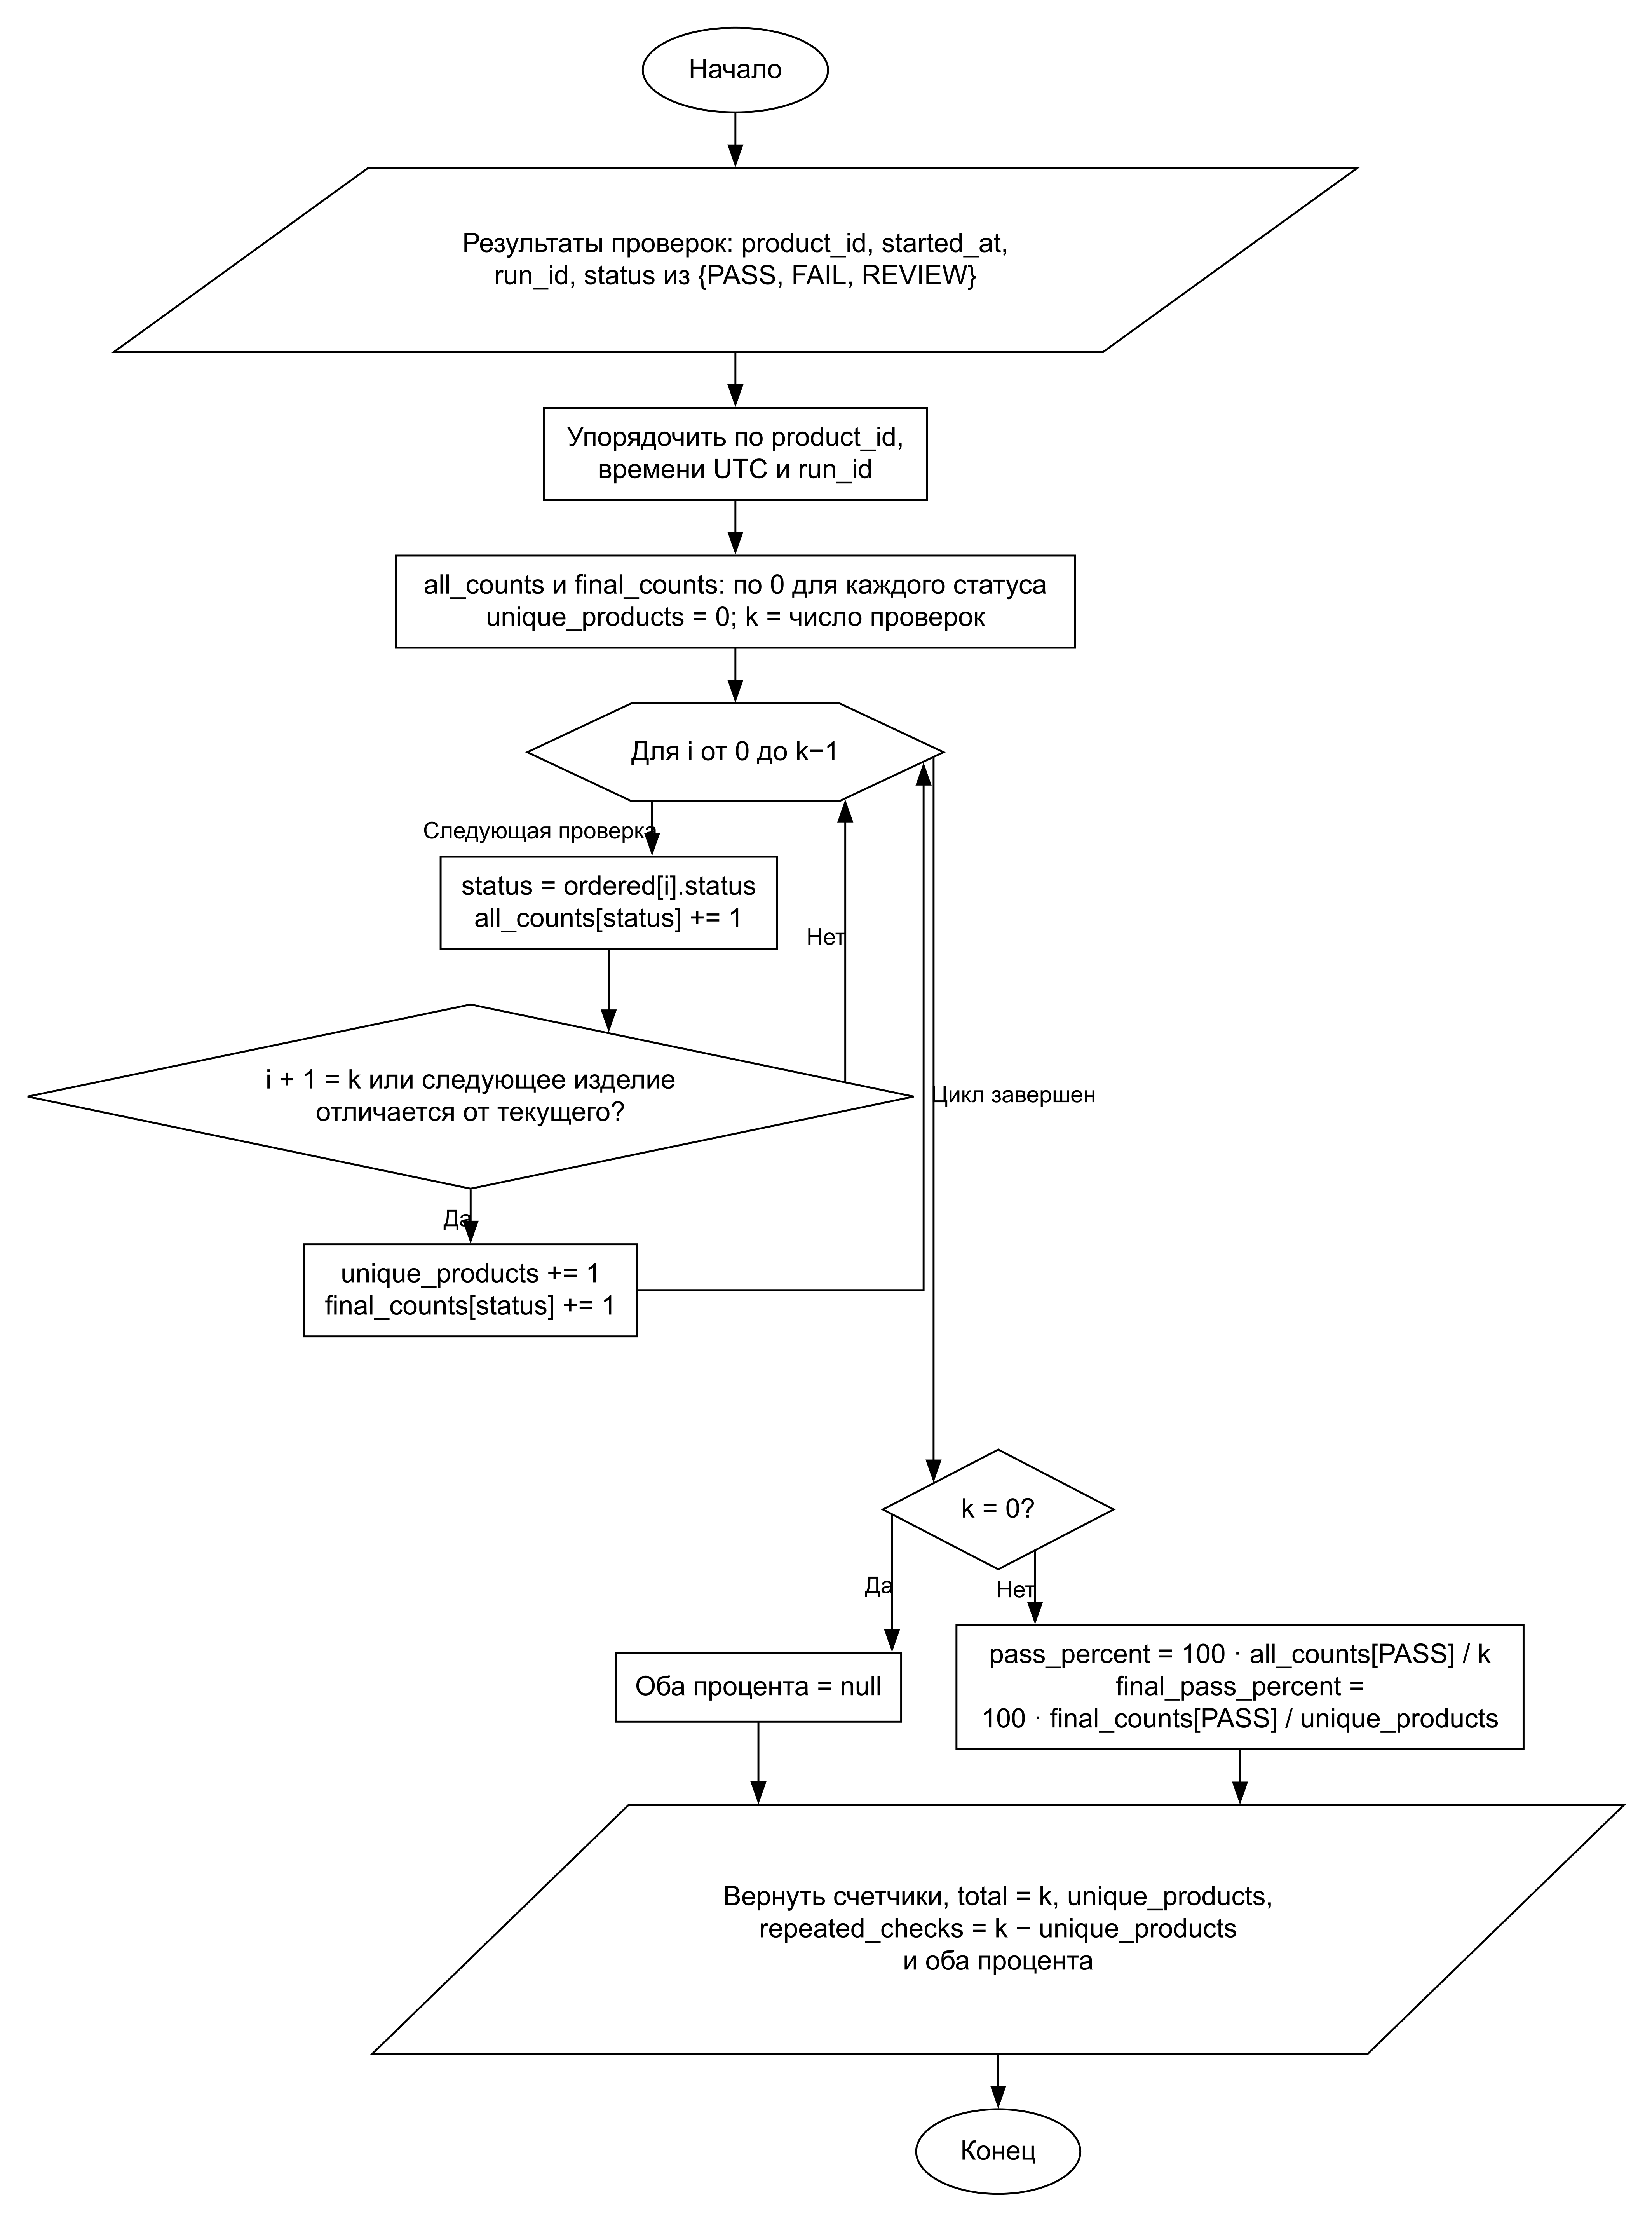 Начало
Результаты проверок: product_id, started_at,
run_id, status из {PASS, FAIL, REVIEW}
Упорядочить по product_id,
времени UTC и run_id
all_counts и final_counts: по 0 для каждого статуса
unique_products = 0; k = число проверок
Для i от 0 до k−1
Следующая проверка
status = ordered[i].status
all_counts[status] += 1
Нет
i + 1 = k или следующее изделие
отличается от текущего?
Цикл завершен
Да
unique_products += 1
final_counts[status] += 1
k = 0?
Да
Нет
Оба процента = null
pass_percent = 100 · all_counts[PASS] / k
final_pass_percent =
100 · final_counts[PASS] / unique_products
Вернуть счетчики, total = k, unique_products,
repeated_checks = k − unique_products
и оба процента
Конец